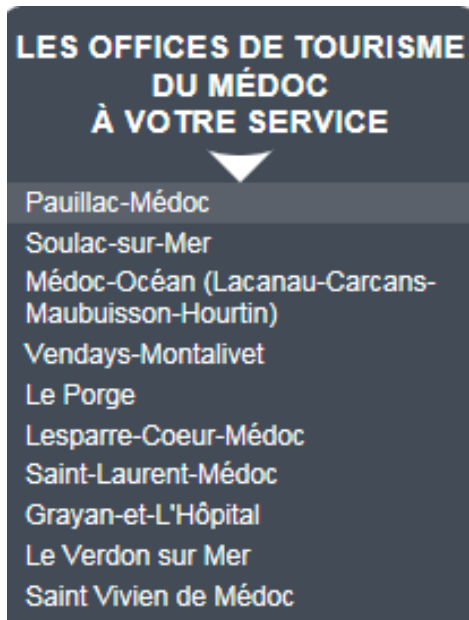 LES OFFICES DE TOURISME
DU MÉDOC
À VOTRE SERVICE
Pauillac-Médoc
Soulac-sur-Mer
Médoc-Océan (Lacanau-Carcans-
Maubuisson-Hourtin)
Vendays-Montalivet
Le Porge
Lesparre-Coeur-Médoc
Saint-Laurent-Médoc
Grayan-et-L'Hôpital
Le Verdon sur Mer
Saint Vivien de Médoc